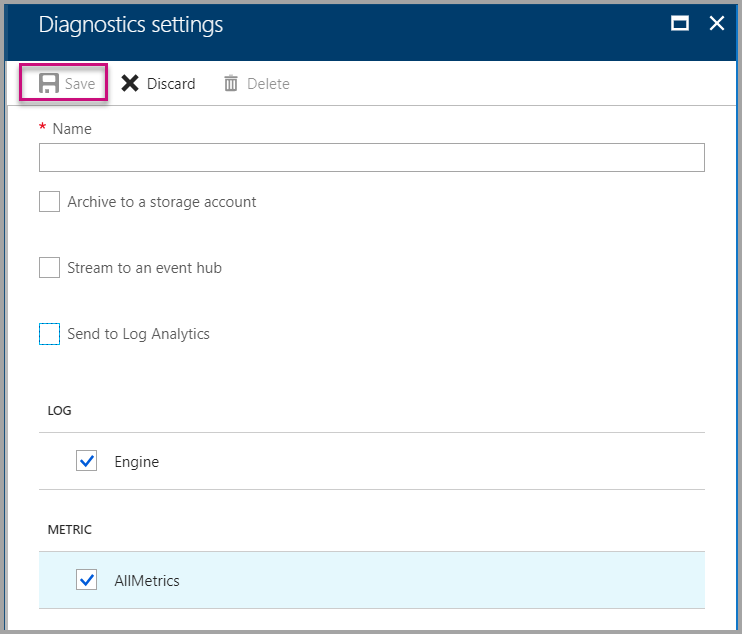 Diagnostics settings
Save Discard Delete
* Name
Archive to a storage account
Stream to an event hub
Send to Log Analytics
LOG
Engine
METRIC
AllMetrics